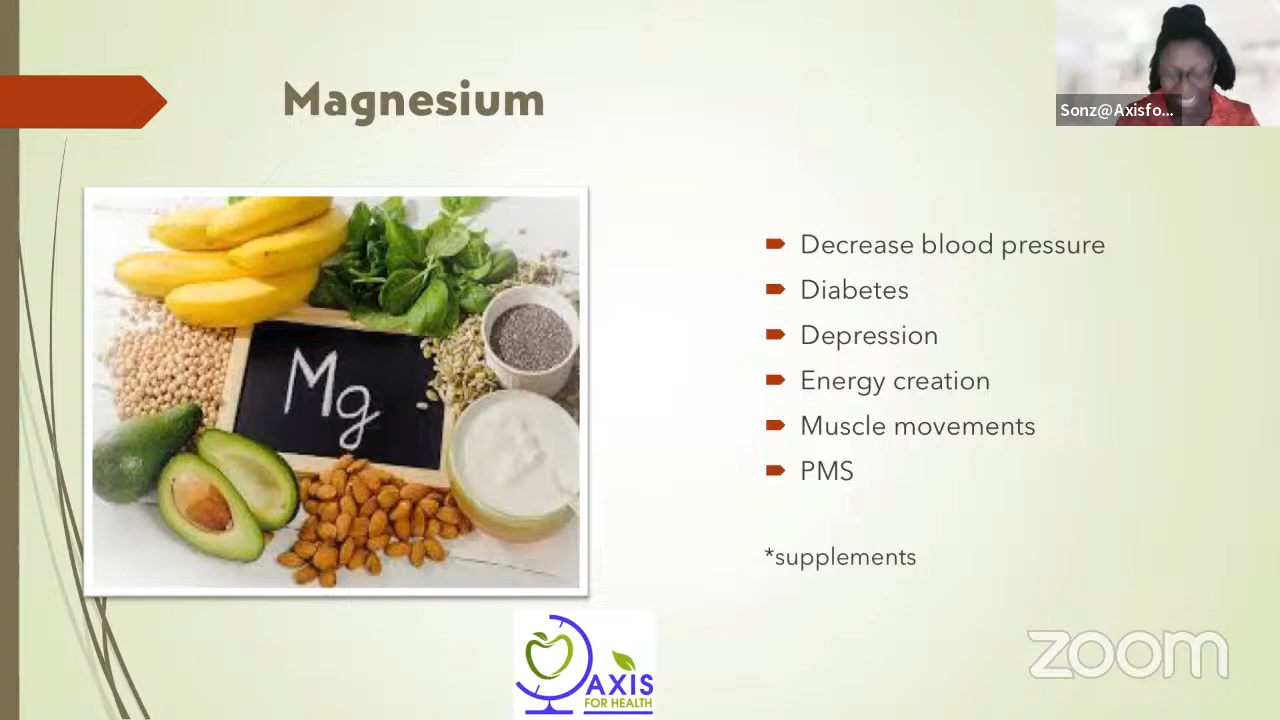 Magnesium
Sonz@Axisfo...
Mg
Decrease blood pressure
Diabetes
Depression
Energy creation
Muscle movements
PMS
*supplements
AXIS
FOR HEALTH
zoom